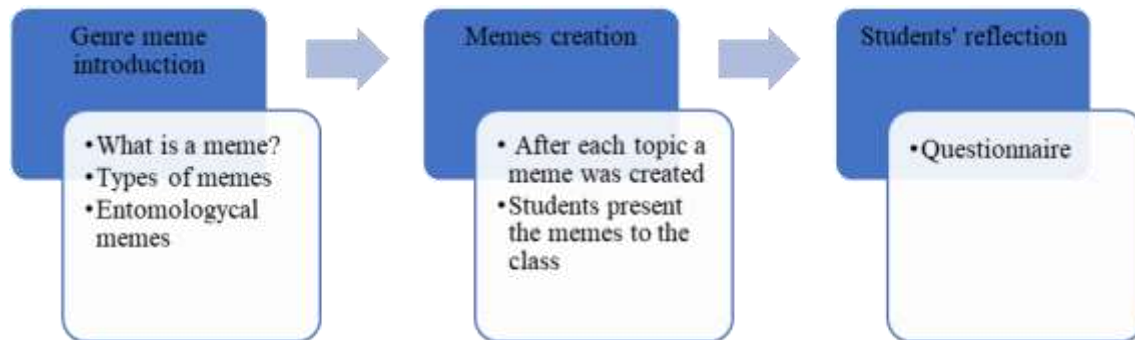 Genre meme
introduction
•What is a meme?
•Types of memes
•Entomologycal
memes
Memes creation
• After each topic a
meme was created
•Students present
the memes to the
class
Students' reflection
•Questionnaire